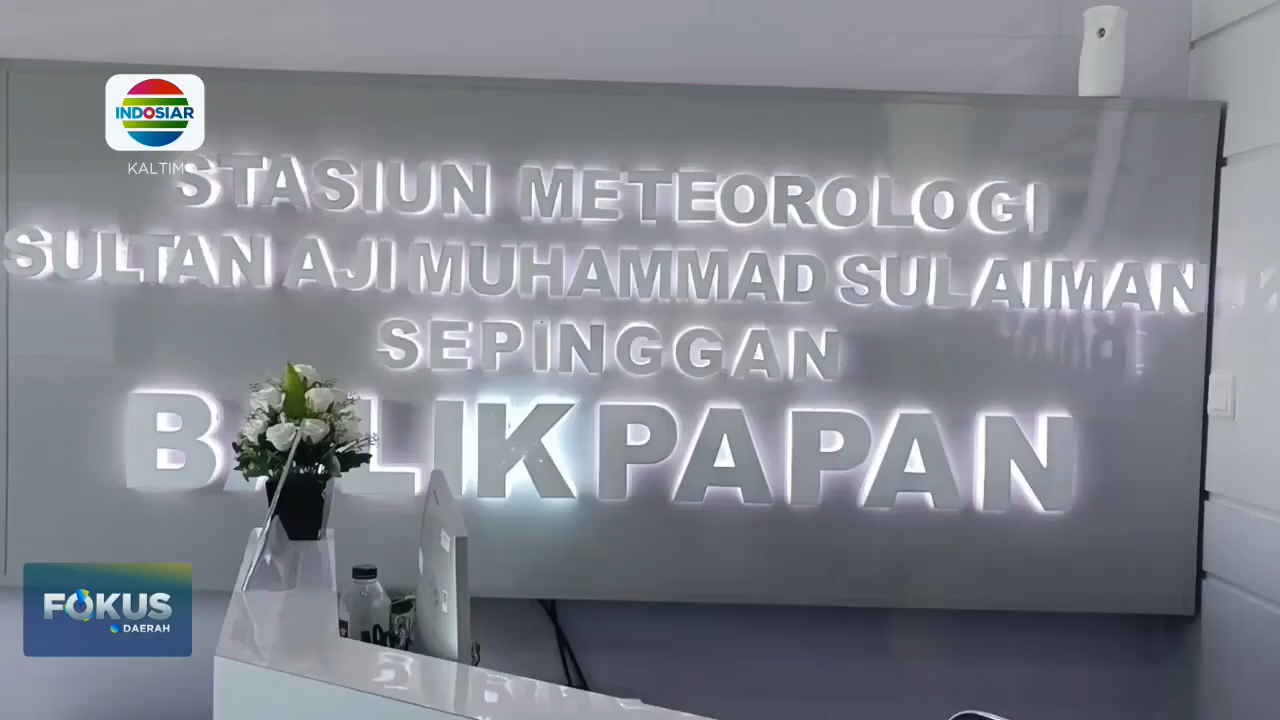 INDOSIAR
KALTIM
STASIUN METEOROLOGI
SULTAN AJI MUHAMMAD SULAIMAN
SEPINGGAN
BALIKPAPAN
FOKUS
DAERAH